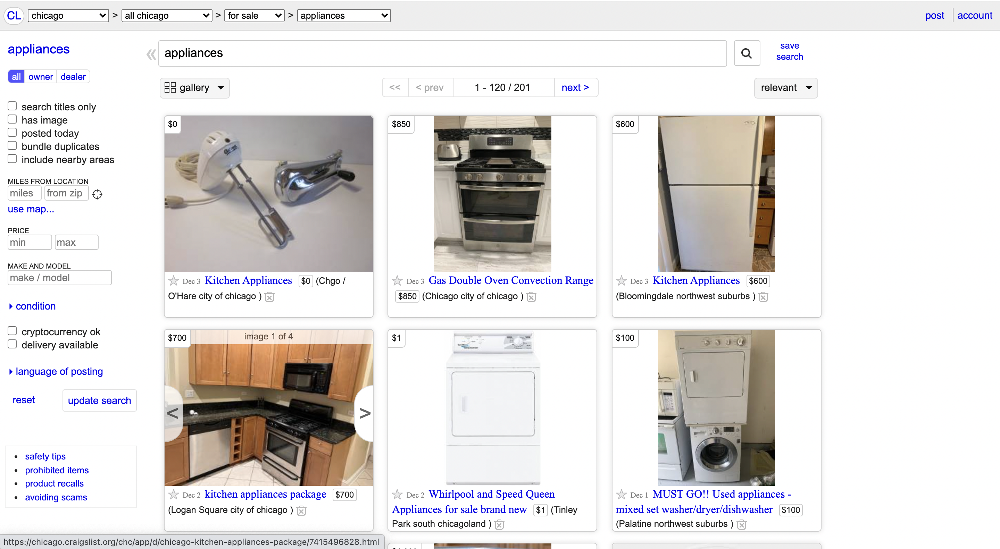 CL chicago > all chicago > for sale > appliances post account
appliances
« appliances save
search
all owner dealer
gallery << < prev 1 - 120 / 201 next > relevant
search titles only
has image
posted today
bundle duplicates
include nearby areas
MILES FROM LOCATION
miles from zip
use map...
PRICE
min max
MAKE AND MODEL
make / model
condition
cryptocurrency ok
delivery available
language of posting
reset update search
safety tips
prohibited items
product recalls
avoiding scams
$0
Dec 3 Kitchen Appliances $0 (Chgo /
O'Hare city of chicago )
$850
Dec 3 Gas Double Oven Convection Range
$850 (Chicago city of chicago )
$600
Dec 3 Kitchen Appliances $600
(Bloomingdale northwest suburbs )
$700 image 1 of 4
< >
Dec 2 kitchen appliances package $700
(Logan Square city of chicago )
$1
Dec 2 Whirlpool and Speed Queen
Appliances for sale brand new $1 (Tinley
Park south chicagoland )
$100
Dec 1 MUST GO!! Used appliances -
mixed set washer/dryer/dishwasher $100
(Palatine northwest suburbs )
https://chicago.craigslist.org/chc/app/d/chicago-kitchen-appliances-package/7415496828.html